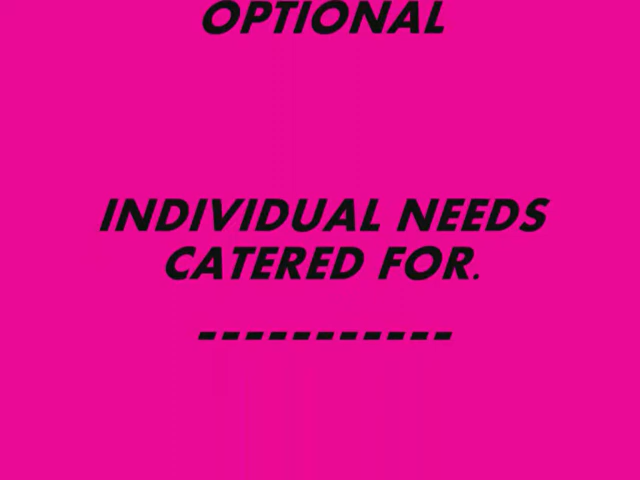 OPTIONAL
INDIVIDUAL NEEDS
CATERED FOR.
-----------